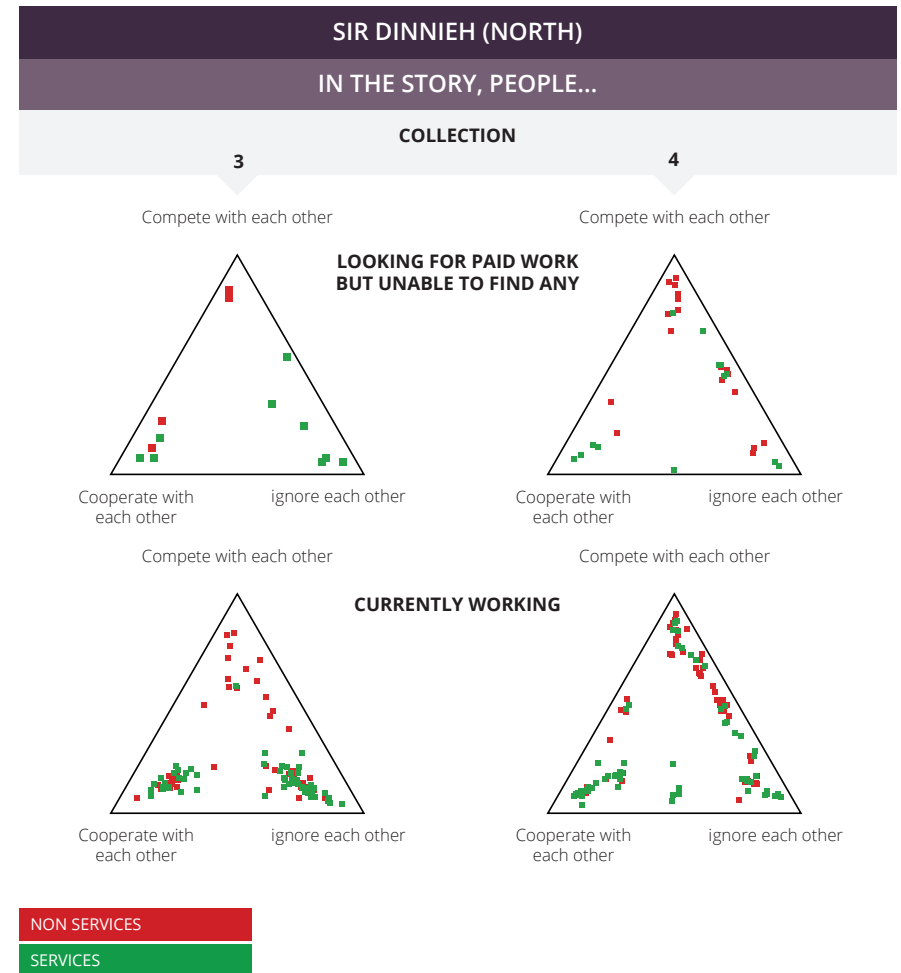 SIR DINNIEH (NORTH)
IN THE STORY, PEOPLE...
COLLECTION
3
4
Compete with each other
Compete with each other
LOOKING FOR PAID WORK
BUT UNABLE TO FIND ANY
Cooperate with
each other
ignore each other
Cooperate with
each other
ignore each other
Compete with each other
Compete with each other
CURRENTLY WORKING
Cooperate with
each other
ignore each other
Cooperate with
each other
ignore each other
NON SERVICES
SERVICES